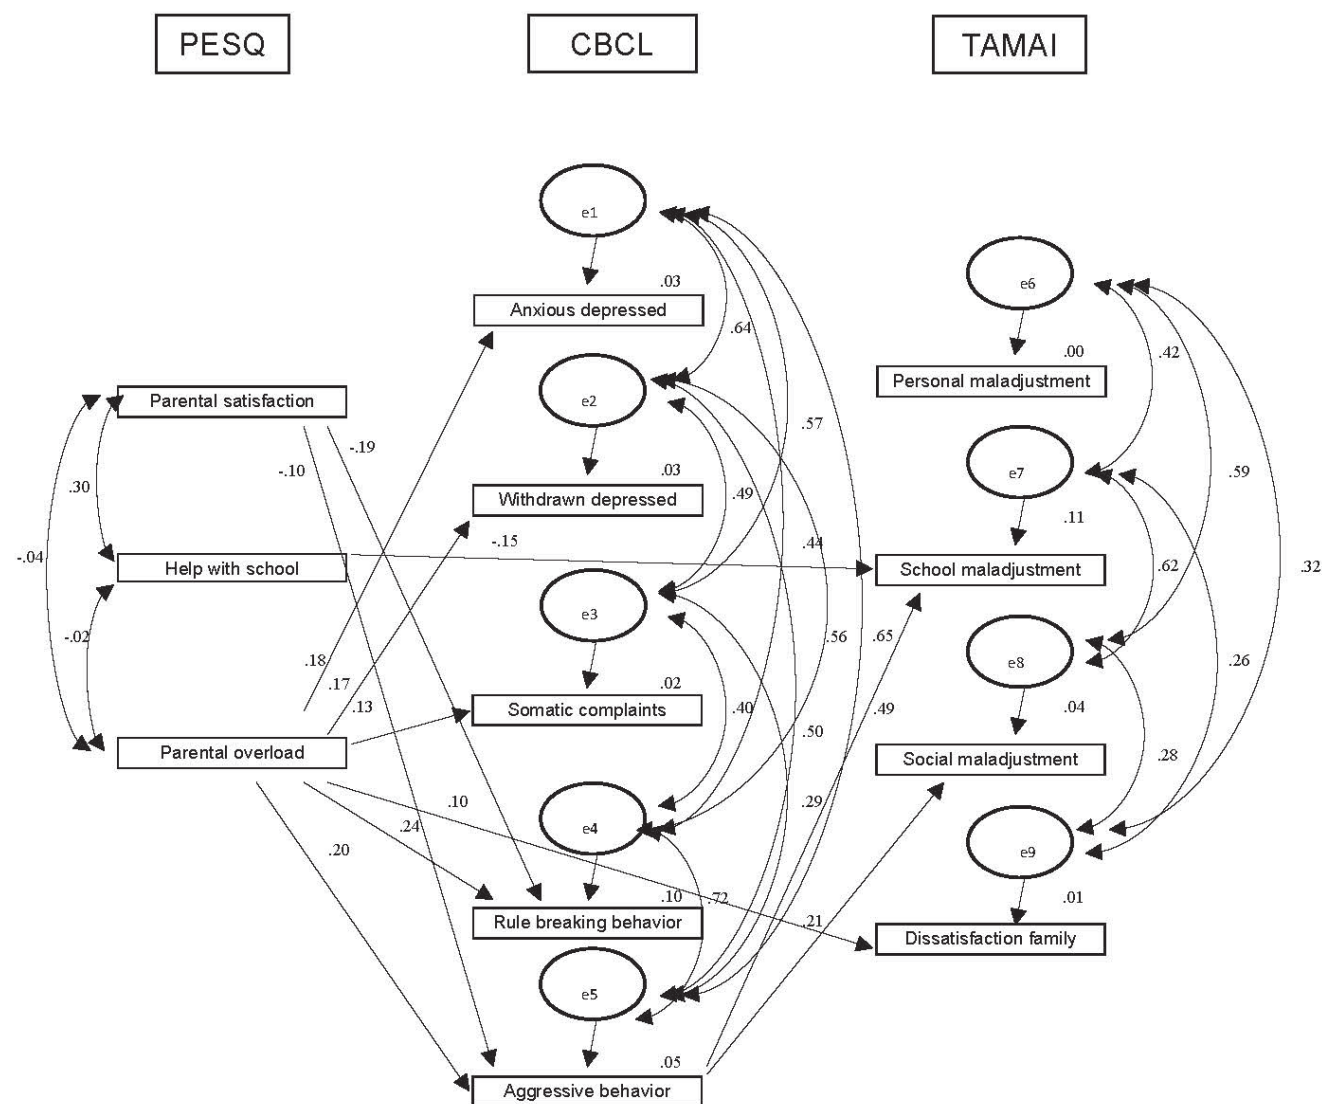 PESQ
CBCL
TAMAI
e1
.03
Anxious depressed
.64
e6
.00
.42
Personal maladjustment
e2
Parental satisfaction
-.19
-.10
.57
.03
.49
Withdrawn depressed
e7
.59
.30
.11
-.15
.44
-.04
Help with school
School maladjustment
.62
.32
e3
-.02
.56
.65
.18
.17
.13
e8
.26
.02
.40
Somatic complaints
.49
.04
.50
Parental overload
Social maladjustment
.28
.10
.24
.29
.20
e4
e9
.10
.72
.21
.01
Rule breaking behavior
Dissatisfaction family
e5
.05
Aggressive behavior